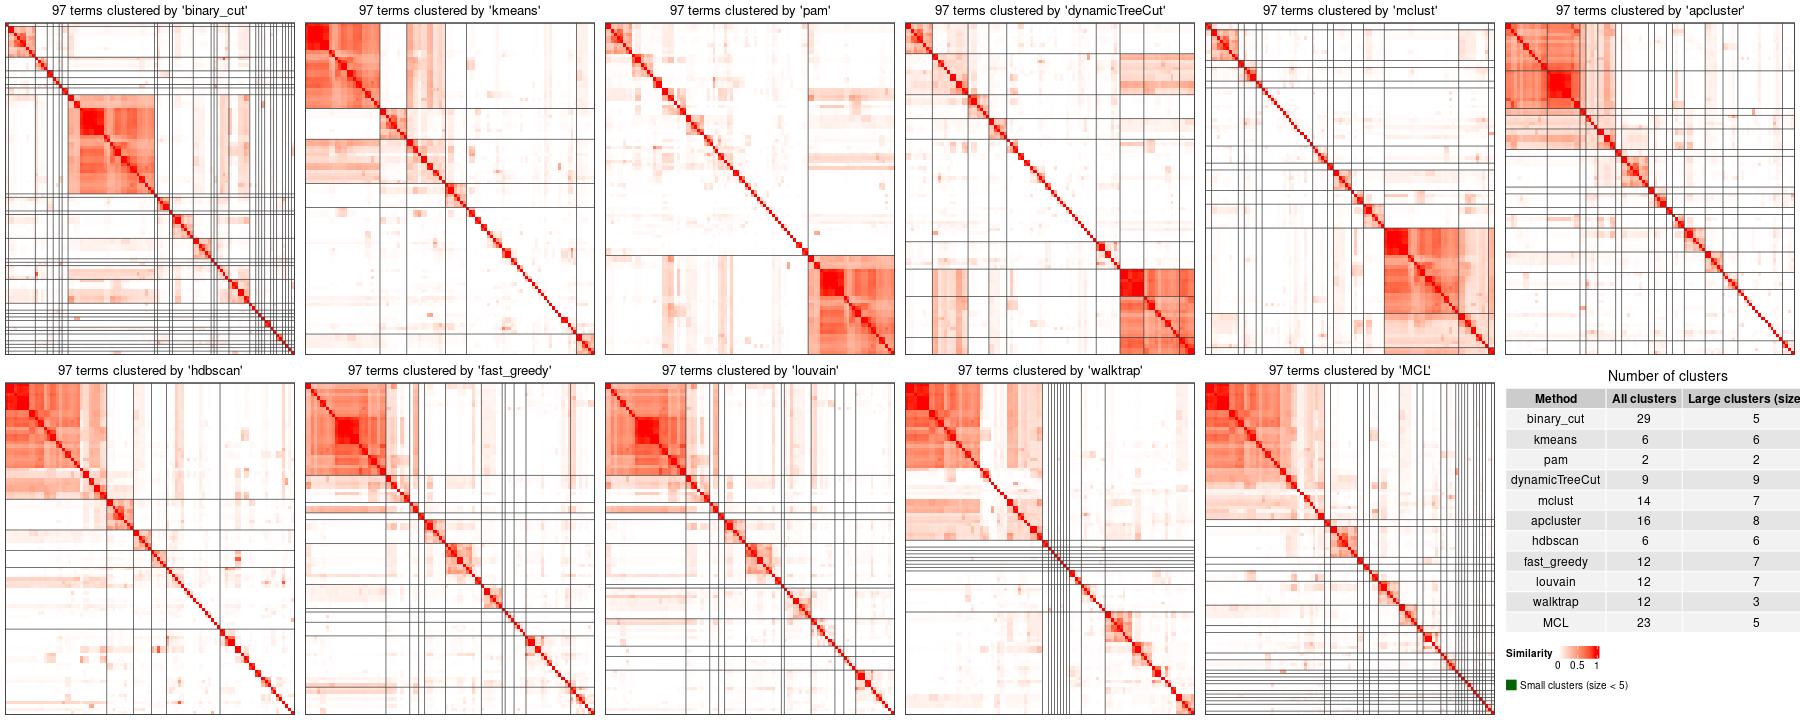 97 terms clustered by 'binary_cut'
97 terms clustered by 'kmeans'
97 terms clustered by 'pam'
97 terms clustered by 'dynamicTreeCut'
97 terms clustered by 'mclust'
97 terms clustered by 'apcluster'
97 terms clustered by 'hdbscan'
97 terms clustered by 'fast_greedy'
97 terms clustered by 'louvain'
97 terms clustered by 'walktrap'
97 terms clustered by 'MCL'
Number of clusters
Method All clusters Large clusters (size
binary_cut 29 5
kmeans 6 6
pam 2 2
dynamicTreeCut 9 9
mclust 14 7
apcluster 16 8
hdbscan 6 6
fast_greedy 12 7
louvain 12 7
walktrap 12 3
MCL 23 5
Similarity
0 0.5 1
Small clusters (size < 5)